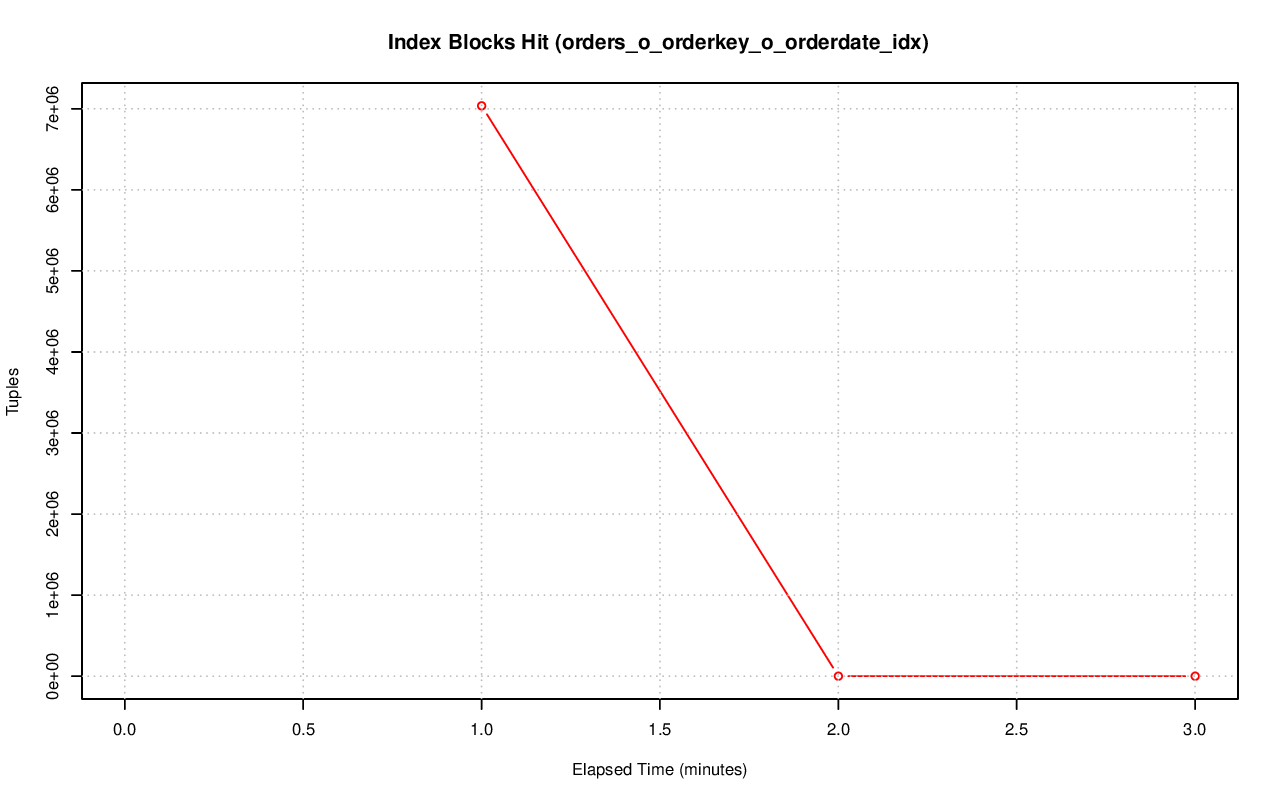 Index Blocks Hit (orders_o_orderkey_o_orderdate_idx)
Tuples
7e+06
6e+06
5e+06
4e+06
3e+06
2e+06
1e+06
0e+00
0.0 0.5 1.0 1.5 2.0 2.5 3.0
Elapsed Time (minutes)